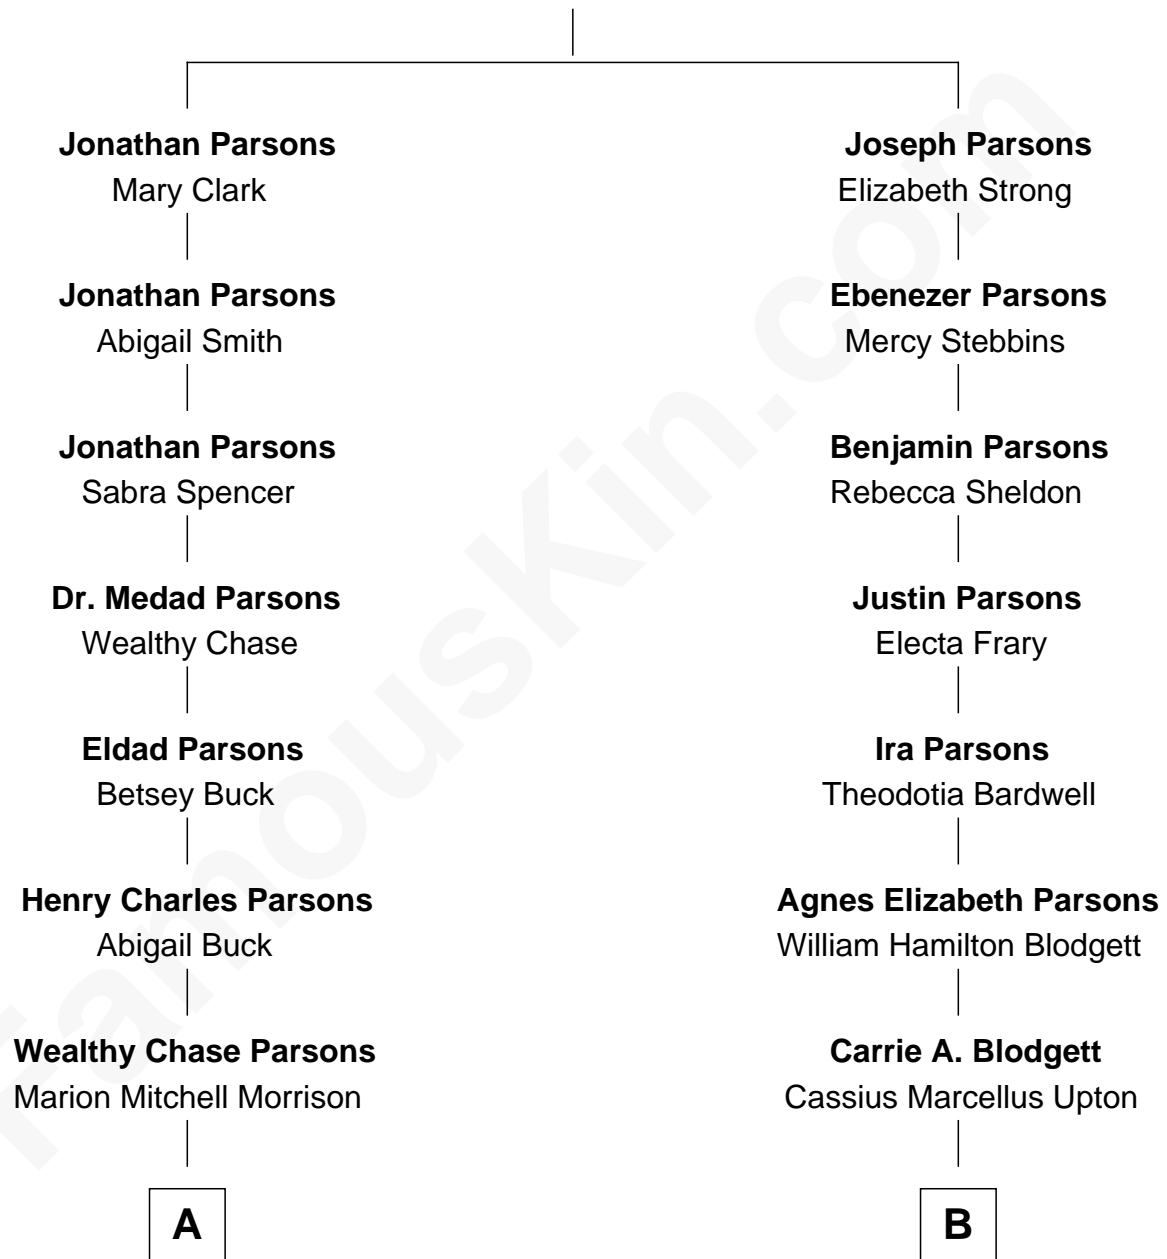 Jonathan Parsons
Mary Clark
Jonathan Parsons
Abigail Smith
Jonathan Parsons
Sabra Spencer
Dr. Medad Parsons
Wealthy Chase
Eldad Parsons
Betsey Buck
Henry Charles Parsons
Abigail Buck
Wealthy Chase Parsons
Marion Mitchell Morrison
A
Joseph Parsons
Elizabeth Strong
Ebenezer Parsons
Mercy Stebbins
Benjamin Parsons
Rebecca Sheldon
Justin Parsons
Electa Frary
Ira Parsons
Theodotia Bardwell
Agnes Elizabeth Parsons
William Hamilton Blodgett
Carrie A. Blodgett
Cassius Marcellus Upton
B
FamousKin.com